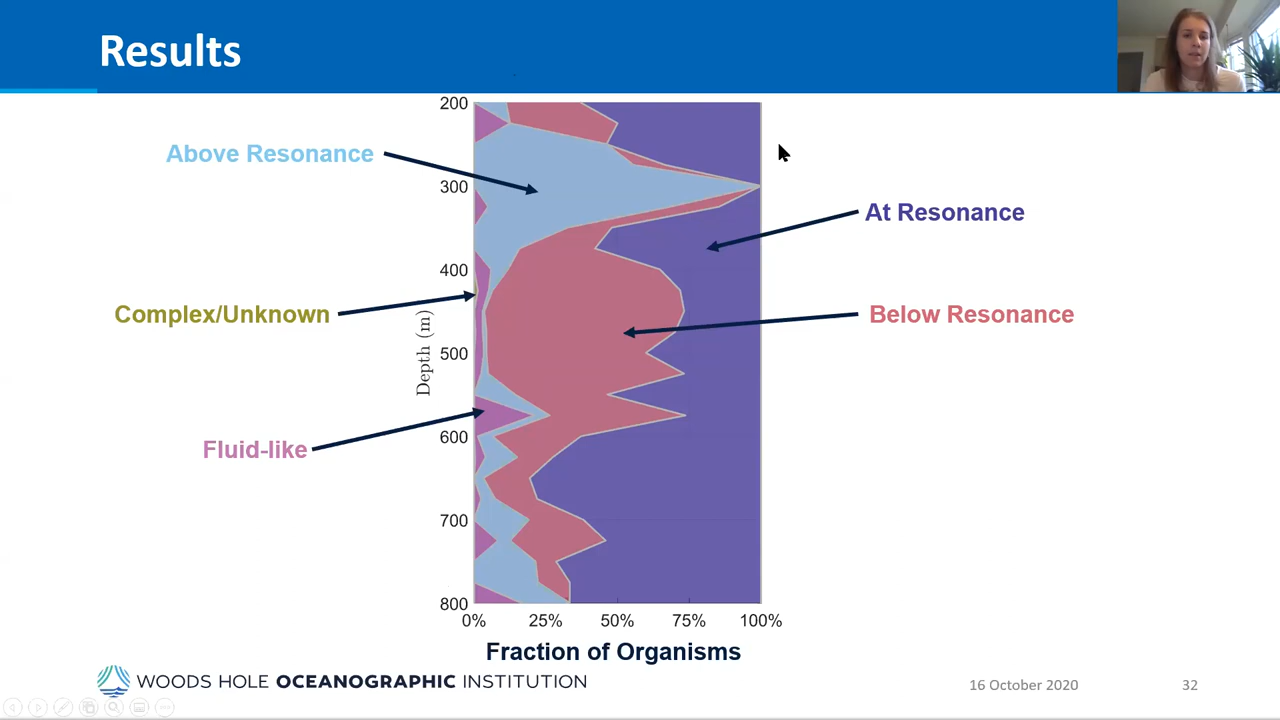 Results
200
Above Resonance
300
At Resonance
400
Complex/Unknown
Below Resonance
Depth (m)
500
Fluid-like
600
700
800
0% 25% 50% 75% 100%
Fraction of Organisms
WOODS HOLE OCEANOGRAPHIC INSTITUTION
16 October 2020
32